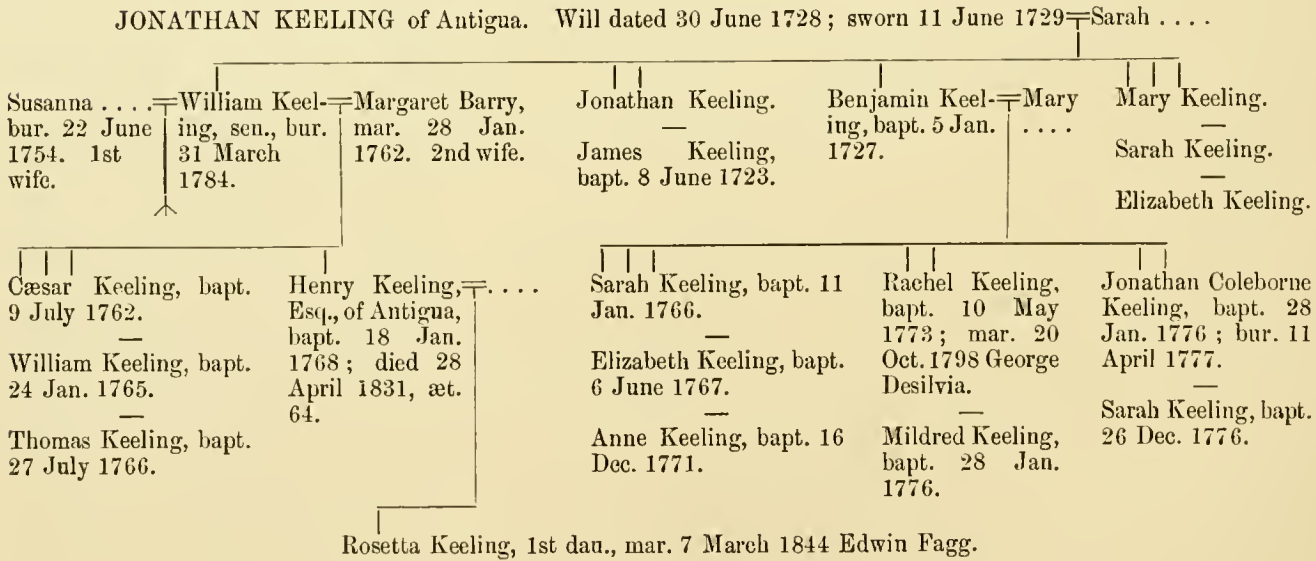 JONATHAN KEELING of Antigua. Will dated 30 June 1728; sworn 11 June 1729╤Sarah . . . .
Susanna . . . .╤William Keel-╤Margaret Barry,
bur. 22 June
1754. 1st
wife.
ing, sen., bur.
31 March
1784.
mar. 28 Jan.
1762. 2nd wife.
Jonathan Keeling.
—
James Keeling,
bapt. 8 June 1723.
Benjamin Keel-╤Mary
ing, bapt. 5 Jan.
1727.
. . . .
Mary Keeling.
—
Sarah Keeling.
—
Elizabeth Keeling.
Cæsar Keeling, bapt.
9 July 1762.
—
William Keeling, bapt.
24 Jan. 1765.
—
Thomas Keeling, bapt.
27 July 1766.
Henry Keeling,╤. . . .
Esq., of Antigua,
bapt. 18 Jan.
1768; died 28
April 1831, æt.
64.
Sarah Keeling, bapt. 11
Jan. 1766.
—
Elizabeth Keeling, bapt.
6 June 1767.
—
Anne Keeling, bapt. 16
Dec. 1771.
Rachel Keeling,
bapt. 10 May
1773; mar. 20
Oct. 1798 George
Desilvia.
—
Mildred Keeling,
bapt. 28 Jan.
1776.
Jonathan Coleborne
Keeling, bapt. 28
Jan. 1776; bur. 11
April 1777.
—
Sarah Keeling, bapt.
26 Dec. 1776.
Rosetta Keeling, 1st dau., mar. 7 March 1844 Edwin Fagg.